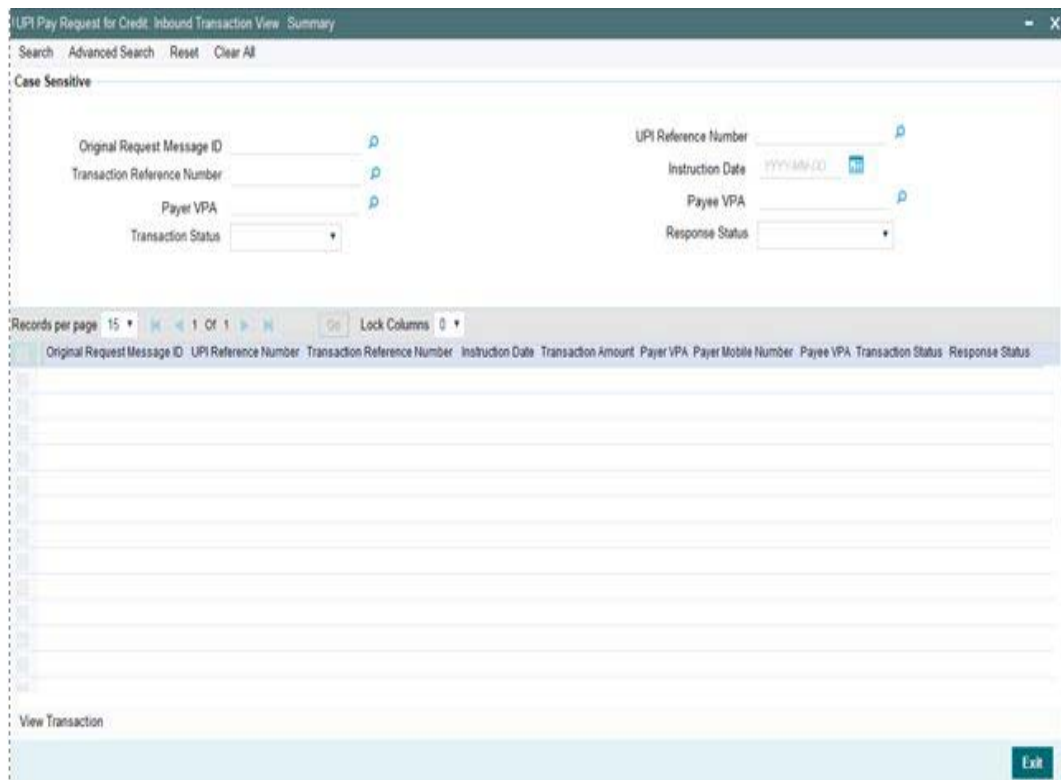 UPI Pay Request for Credit Inbound Transaction View Summary
Search Advanced Search Reset Clear All
Case Sensitive
Original Request Message ID
UPI Reference Number
Transaction Reference Number
Instruction Date YYYY-MM-DD
Payer VPA
Payee VPA
Transaction Status
Response Status
Records per page 15 1 Of 1 Go Lock Columns 0
Original Request Message ID UPI Reference Number Transaction Reference Number Instruction Date Transaction Amount Payer VPA Payer Mobile Number Payee VPA Transaction Status Response Status
View Transaction
Exit